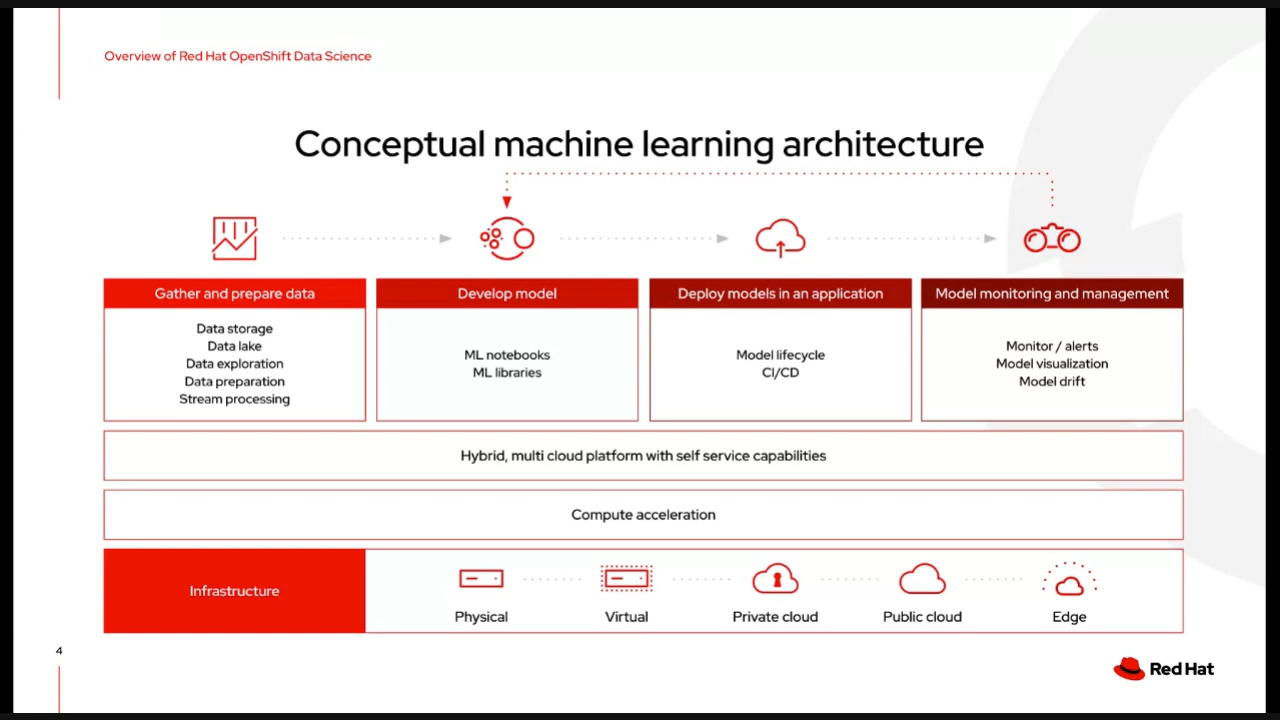 Overview of Red Hat OpenShift Data Science
Conceptual machine learning architecture
Gather and prepare data
Data storage
Data lake
Data exploration
Data preparation
Stream processing
Develop model
ML notebooks
ML libraries
Deploy models in an application
Model lifecycle
CI/CD
Model monitoring and management
Monitor / alerts
Model visualization
Model drift
Hybrid, multi cloud platform with self service capabilities
Compute acceleration
Infrastructure
Physical
Virtual
Private cloud
Public cloud
Edge
4
Red Hat